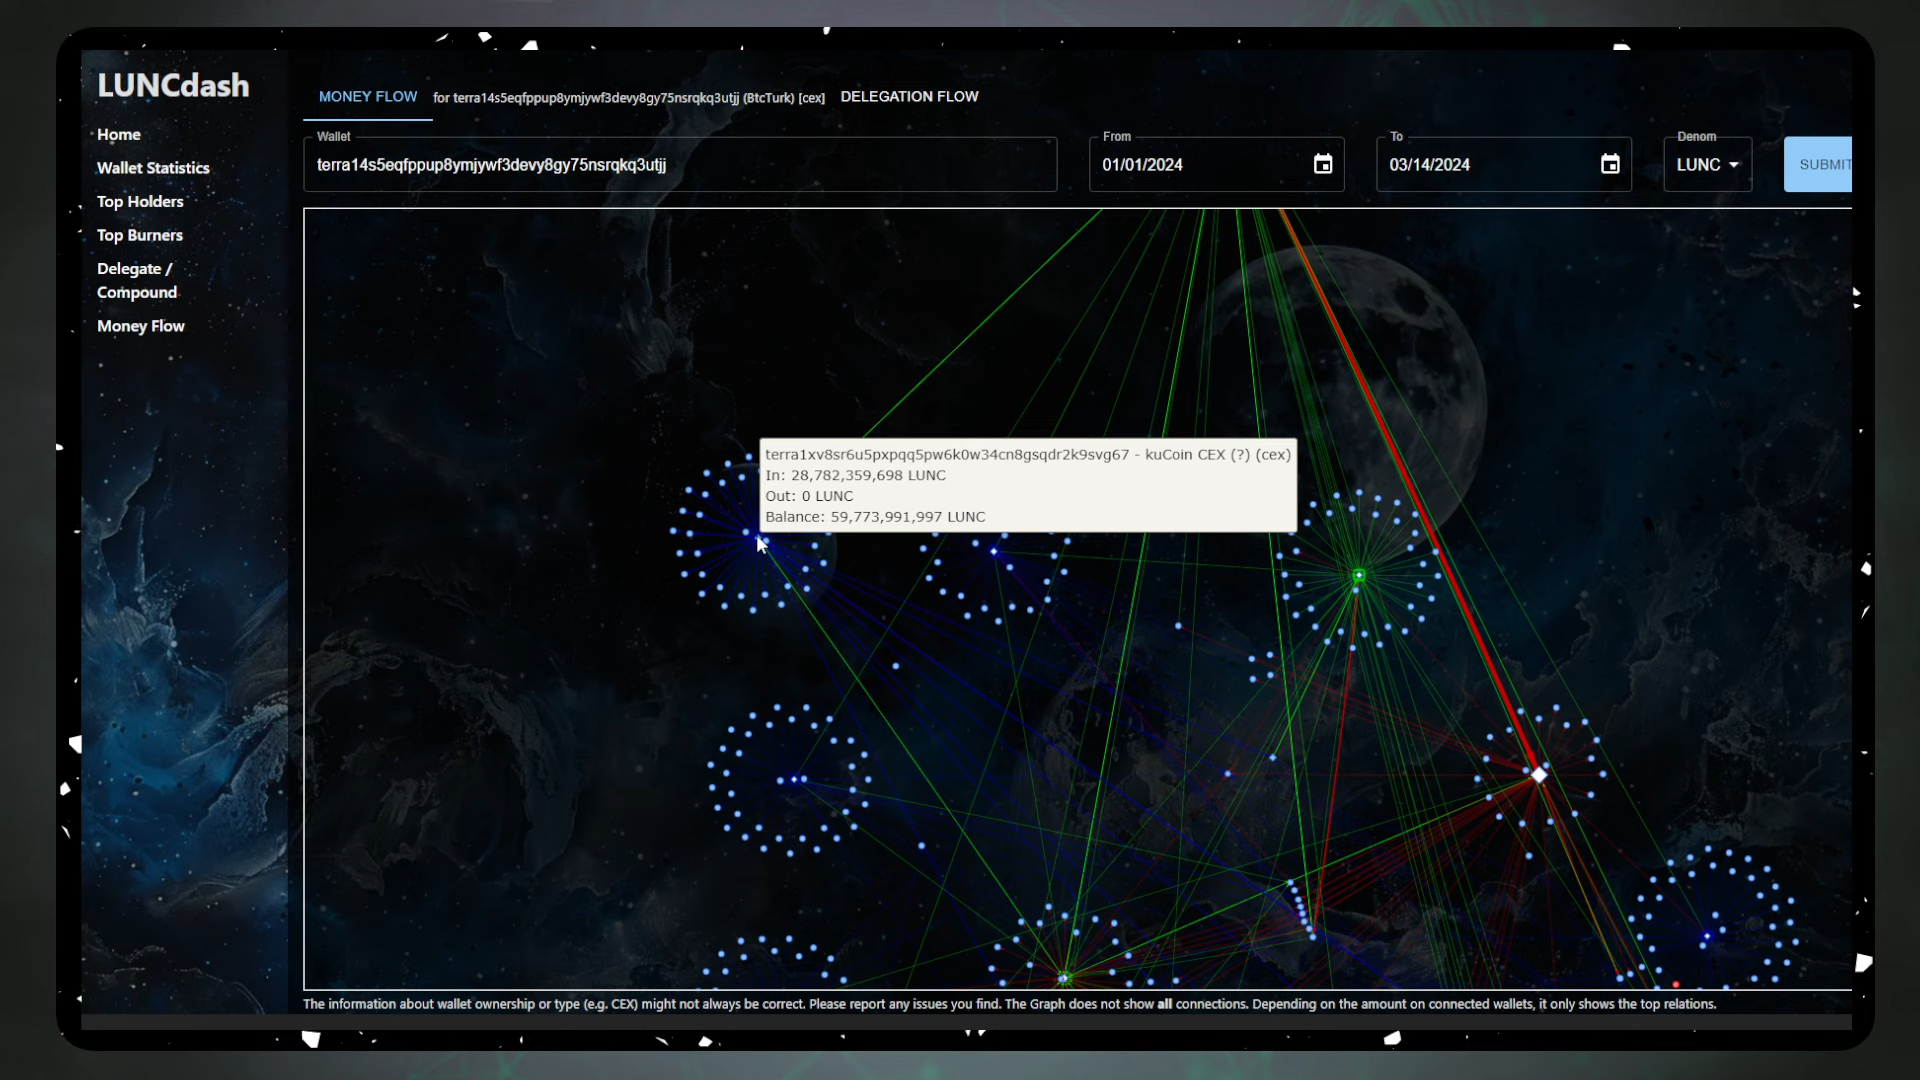 LUNCdash
Home
Wallet Statistics
Top Holders
Top Burners
Delegate /
Compound
Money Flow
MONEY FLOW for terra14s5eqfppup8ymjywf3devy8gy75nsrqkq3utjj (BtcTurk) [cex] DELEGATION FLOW
Wallet
terra14s5eqfppup8ymjywf3devy8gy75nsrqkq3utjj
From
01/01/2024
To
03/14/2024
Denom
LUNC
SUBMIT
terra1xv8sr6u5pxpqq5pw6k0w34cn8gsqdr2k9svg67 - kuCoin CEX (?) (cex)
In: 28,782,359,698 LUNC
Out: 0 LUNC
Balance: 59,773,991,997 LUNC
The information about wallet ownership or type (e.g. CEX) might not always be correct. Please report any issues you find. The Graph does not show all connections. Depending on the amount on connected wallets, it only shows the top relations.